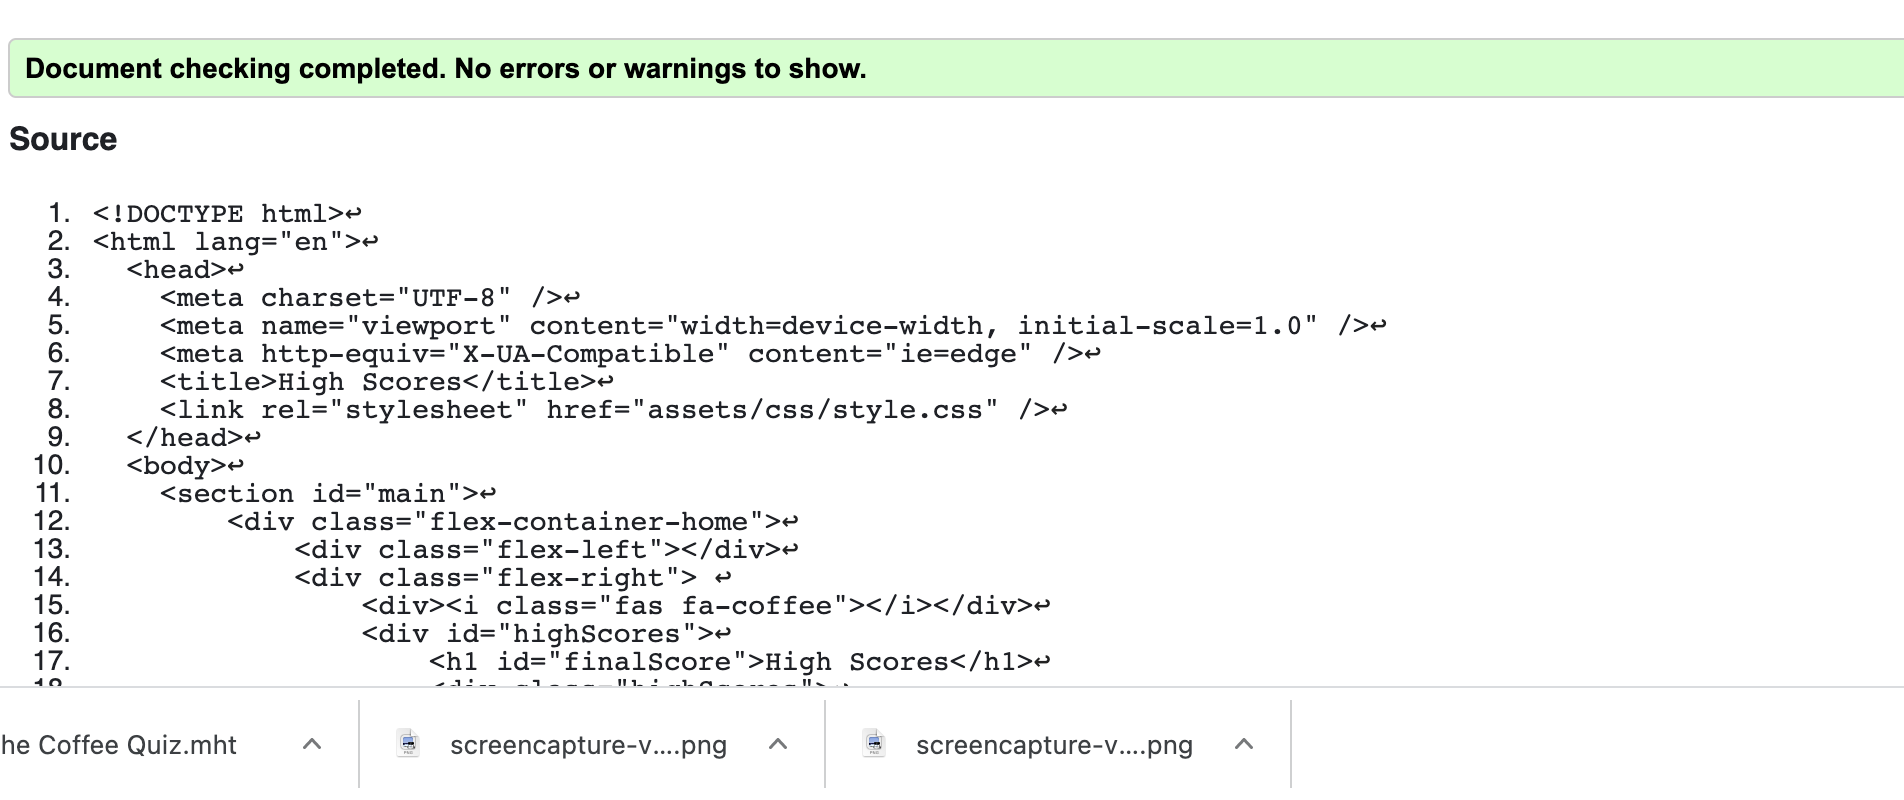 Document checking completed. No errors or warnings to show.
Source
1. <!DOCTYPE html>↩
2. <html lang="en">↩
3. <head>↩
4. <meta charset="UTF-8" />↩
5. <meta name="viewport" content="width=device-width, initial-scale=1.0" />↩
6. <meta http-equiv="X-UA-Compatible" content="ie=edge" />↩
7. <title>High Scores</title>↩
8. <link rel="stylesheet" href="assets/css/style.css" />↩
9. </head>↩
10. <body>↩
11. <section id="main">↩
12. <div class="flex-container-home">↩
13. <div class="flex-left"></div>↩
14. <div class="flex-right"> ↩
15. <div><i class="fas fa-coffee"></i></div>↩
16. <div id="highScores">↩
17. <h1 id="finalScore">High Scores</h1>↩
18. <div class="highScores">↩
he Coffee Quiz.mht
screencapture-v....png
screencapture-v....png